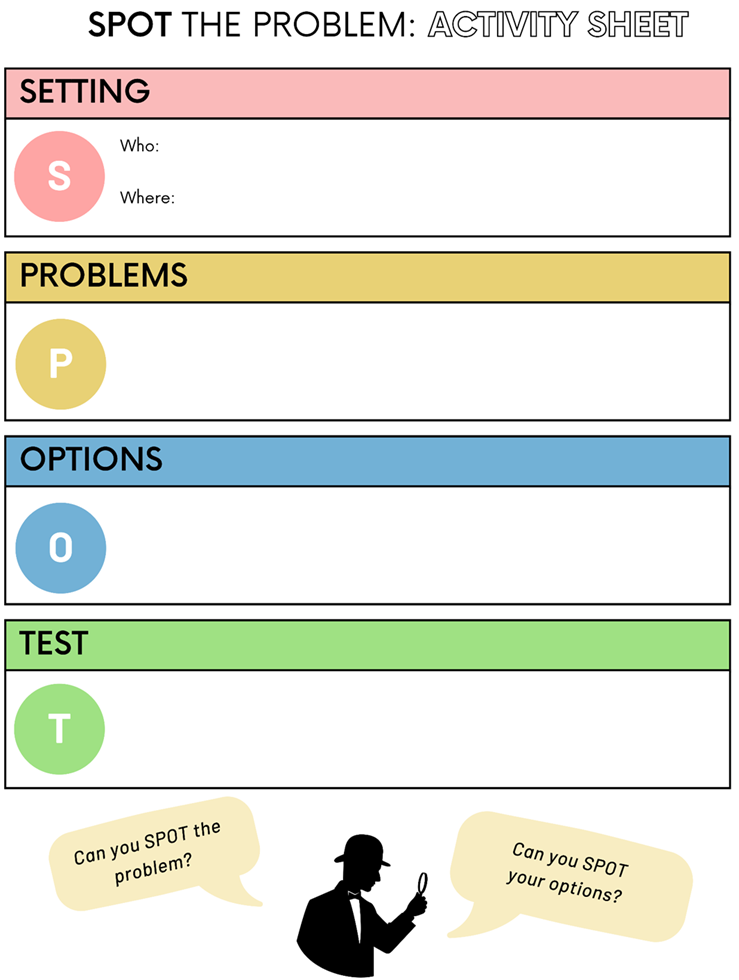 SPOT THE PROBLEM: ACTIVITY SHEET
SETTING
S
Who:
Where:
PROBLEMS
P
OPTIONS
O
TEST
T
Can you SPOT the
problem?
Can you SPOT
your options?